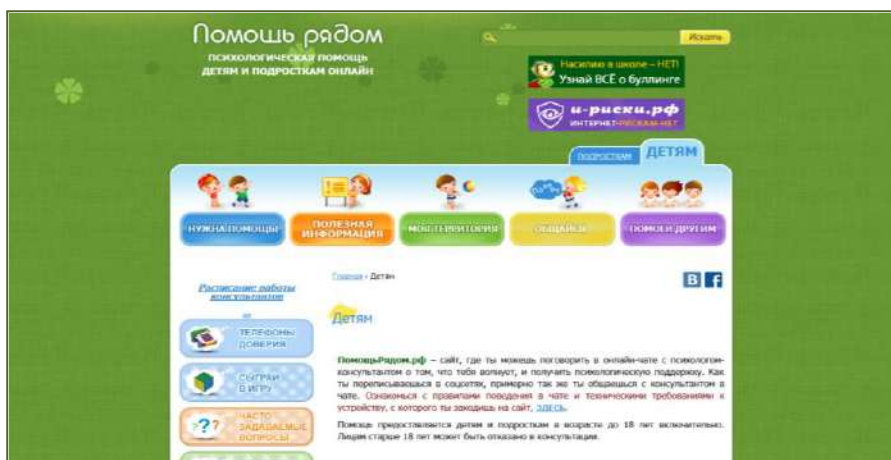 Помощь рядом
ПСИХОЛОГИЧЕСКАЯ ПОМОЩЬ
ДЕТЯМ И ПОДРОСТКАМ ОНЛАЙН
Искать
Насилию в школе – НЕТ!
Узнай ВСЁ о буллинге
и-риски.рф
ИНТЕРНЕТ-РИСКАМ-НЕТ
ПОДРОСТКАМ
ДЕТЯМ
НУЖНА ПОМОЩЬ!
ПОЛЕЗНАЯ
ИНФОРМАЦИЯ
МОЯ ТЕРРИТОРИЯ
ОБЩАЙСЯ
ПОМОГИ ДРУГИМ
Главная › Детям
Расписание работы
консультантов
Детям
ТЕЛЕФОНЫ
ДОВЕРИЯ
СЫГРАЙ
В ИГРУ
ЧАСТО
ЗАДАВАЕМЫЕ
ВОПРОСЫ
ПомощьРядом.рф – сайт, где ты можешь поговорить в онлайн-чате с психологом-
консультантом о том, что тебя волнует, и получить психологическую поддержку. Как
ты переписываешься в соцсетях, примерно так же ты общаешься с консультантом в
чате. Ознакомься с правилами поведения в чате и техническими требованиями к
устройству, с которого ты заходишь на сайт, ЗДЕСЬ.
Помощь предоставляется детям и подросткам в возрасте до 18 лет включительно.
Лицам старше 18 лет может быть отказано в консультации.